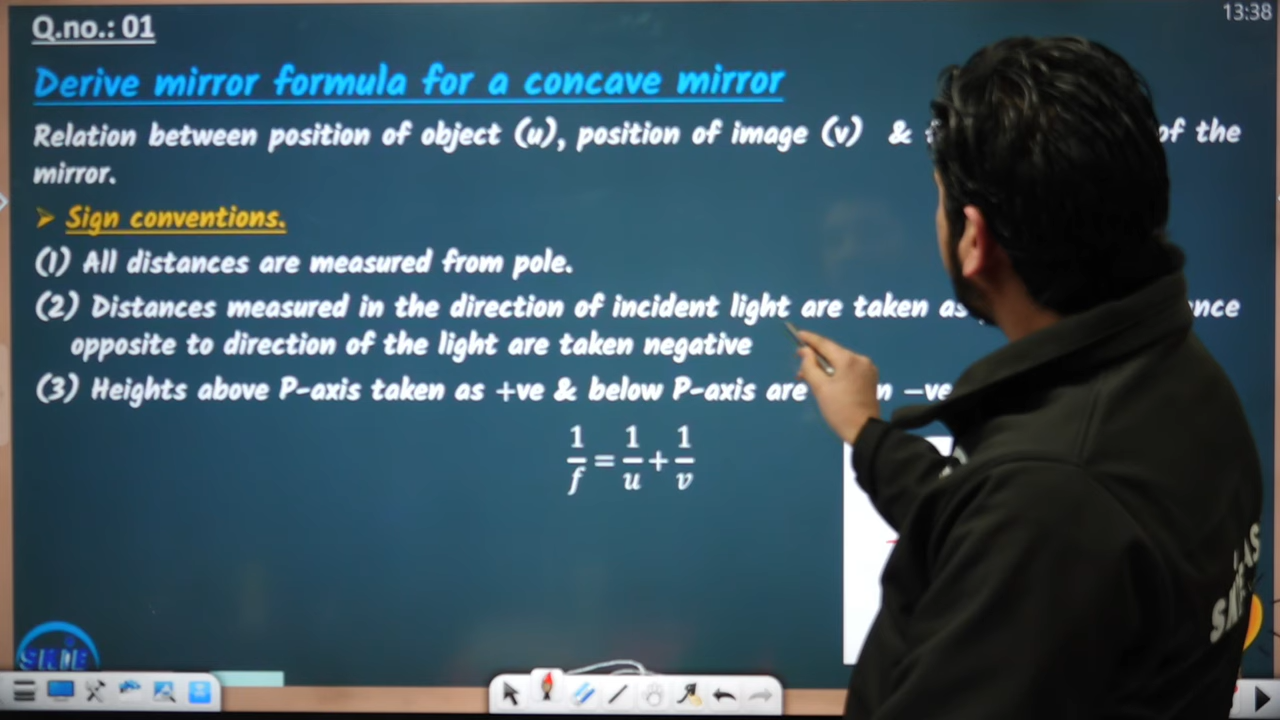 Q.no.: 01
13:38
Derive mirror formula for a concave mirror
Relation between position of object (u), position of image (v) & of the
mirror.
➤ Sign conventions.
(1) All distances are measured from pole.
(2) Distances measured in the direction of incident light are taken as
opposite to direction of the light are taken negative
(3) Heights above P-axis taken as +ve & below P-axis are −ve
1/f = 1/u + 1/v
SKIE